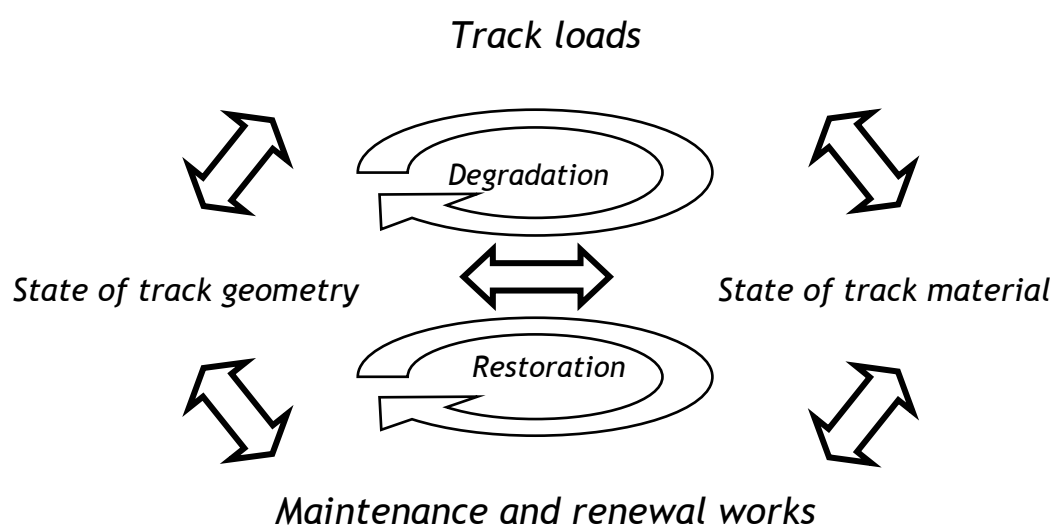 Track loads
Degradation
State of track geometry
State of track material
Restoration
Maintenance and renewal works